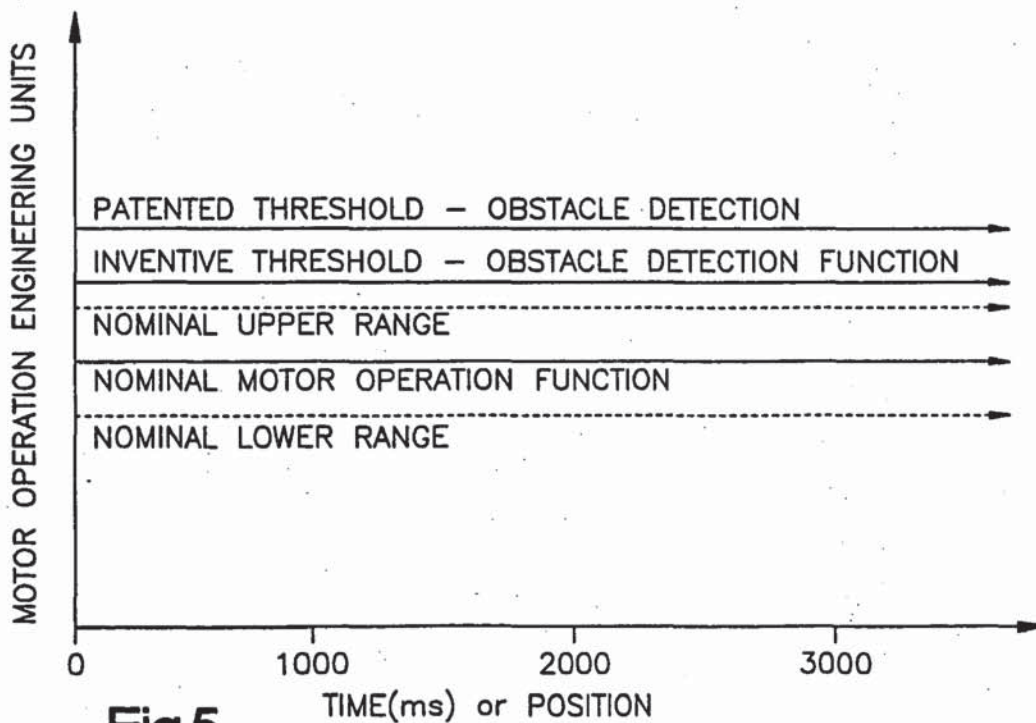 MOTOR OPERATION ENGINEERING UNITS
PATENTED THRESHOLD – OBSTACLE DETECTION
INVENTIVE THRESHOLD – OBSTACLE DETECTION FUNCTION
NOMINAL UPPER RANGE
NOMINAL MOTOR OPERATION FUNCTION
NOMINAL LOWER RANGE
0 1000 2000 3000
TIME(ms) or POSITION
Fig.5